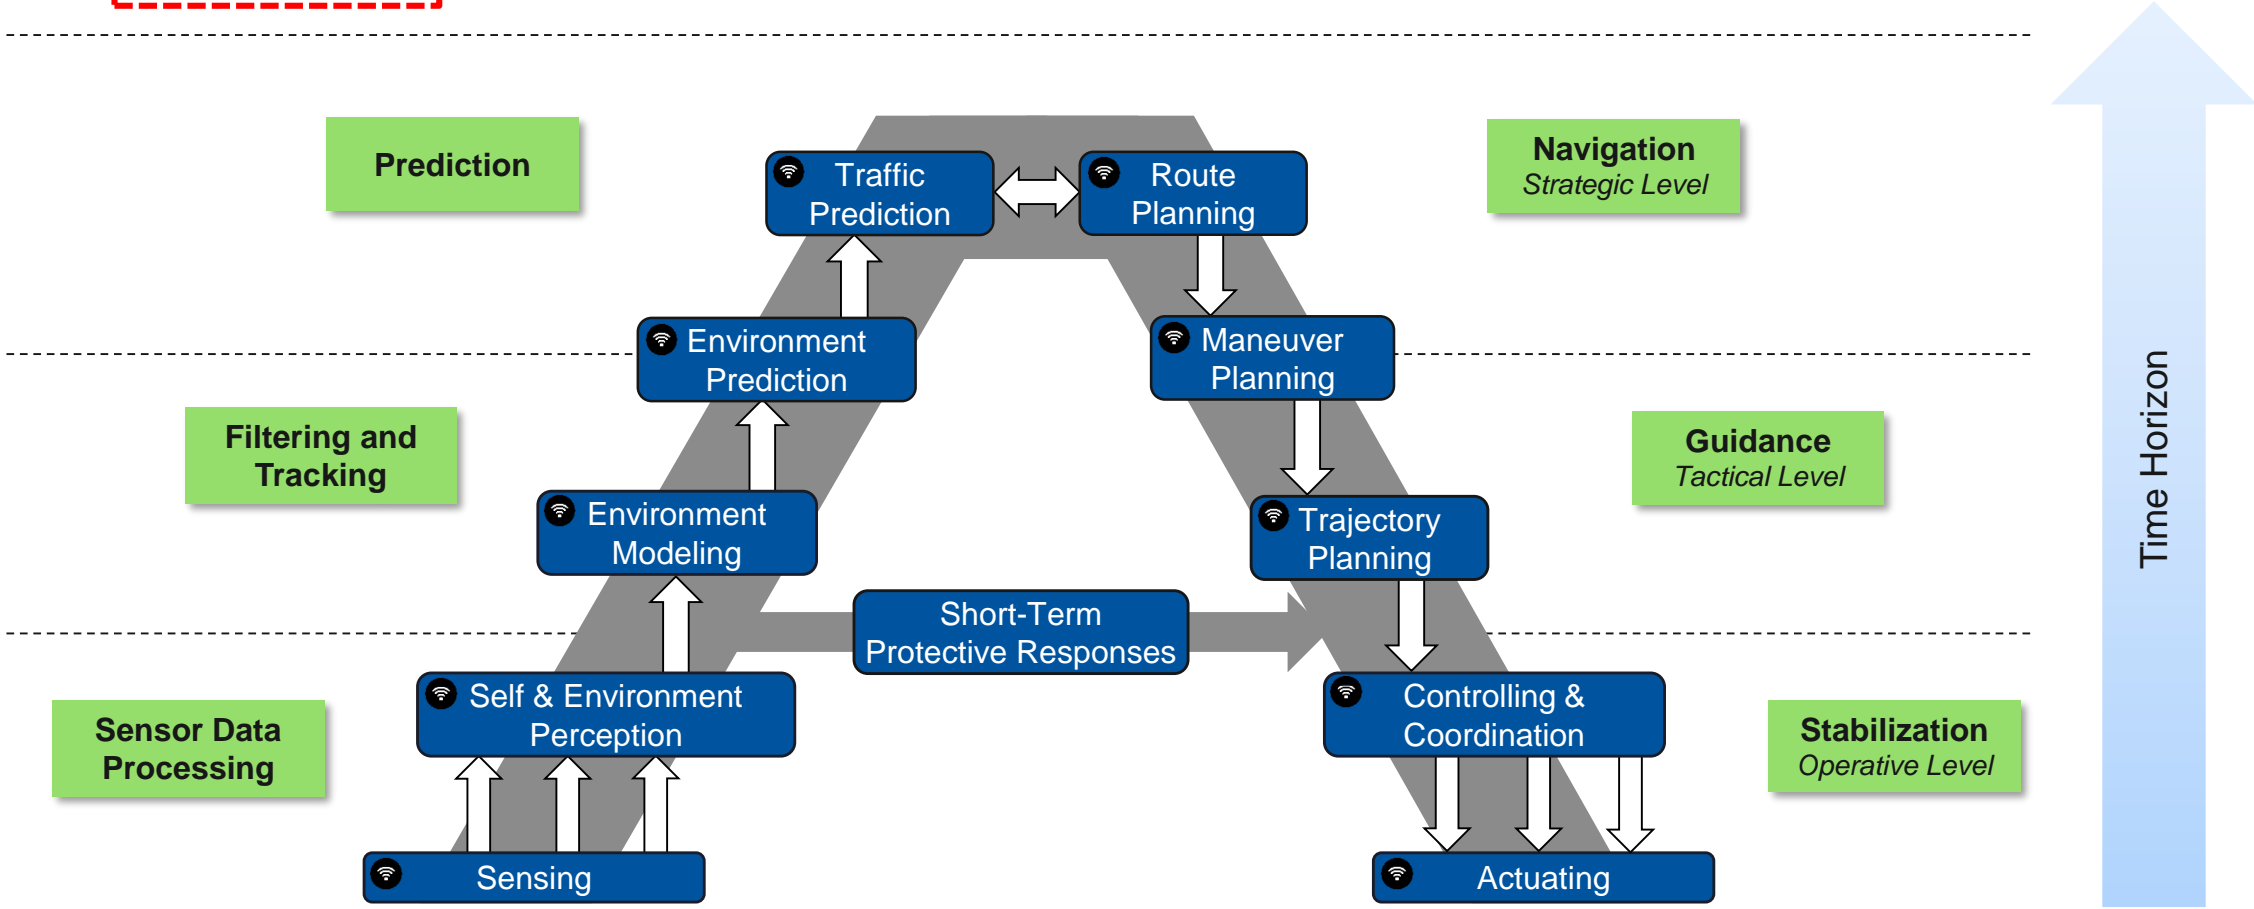 Prediction
Traffic
Prediction
Route
Planning
Navigation
Strategic Level
Environment
Prediction
Maneuver
Planning
Filtering and
Tracking
Guidance
Tactical Level
Environment
Modeling
Trajectory
Planning
Short-Term
Protective Responses
Sensor Data
Processing
Self & Environment
Perception
Controlling &
Coordination
Stabilization
Operative Level
Sensing
Actuating
Time Horizon